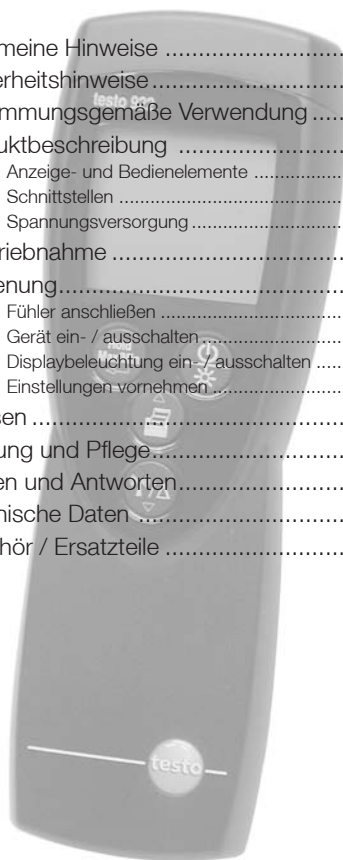 meine Hinweise
erheitshinweise
mmungsgemäße Verwendung
uktbeschreibung
Anzeige- und Bedienelemente
Schnittstellen
Spannungsversorgung
riebnahme
enung
Fühler anschließen
Gerät ein- / ausschalten
Displaybeleuchtung ein- / ausschalten
Einstellungen vornehmen
sen
ung und Pflege
en und Antworten
nische Daten
hör / Ersatzteile
testo